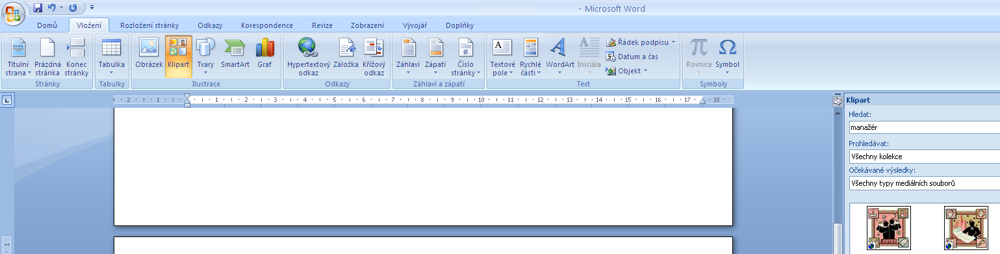 - Microsoft Word
Domů Vložení Rozložení stránky Odkazy Korespondence Revize Zobrazení Vývojář Doplňky
Titulní strana
Prázdná stránka
Konec stránky
Stránky
Tabulka
Tabulky
Obrázek
Klipart
Tvary
SmartArt
Graf
Ilustrace
Hypertextový odkaz
Záložka
Křížový odkaz
Odkazy
Záhlaví
Zápatí
Číslo stránky
Záhlaví a zápatí
Textové pole
Rychlé části
WordArt
Iniciála
Řádek podpisu
Datum a čas
Objekt
Text
Rovnice
Symbol
Symboly
2 1 1 2 3 4 5 6 7 8 9 10 11 12 13 14 15 16 17 18
Klipart
Hledat:
manažér
Prohledávat:
Všechny kolekce
Očekávané výsledky:
Všechny typy mediálních souborů
1